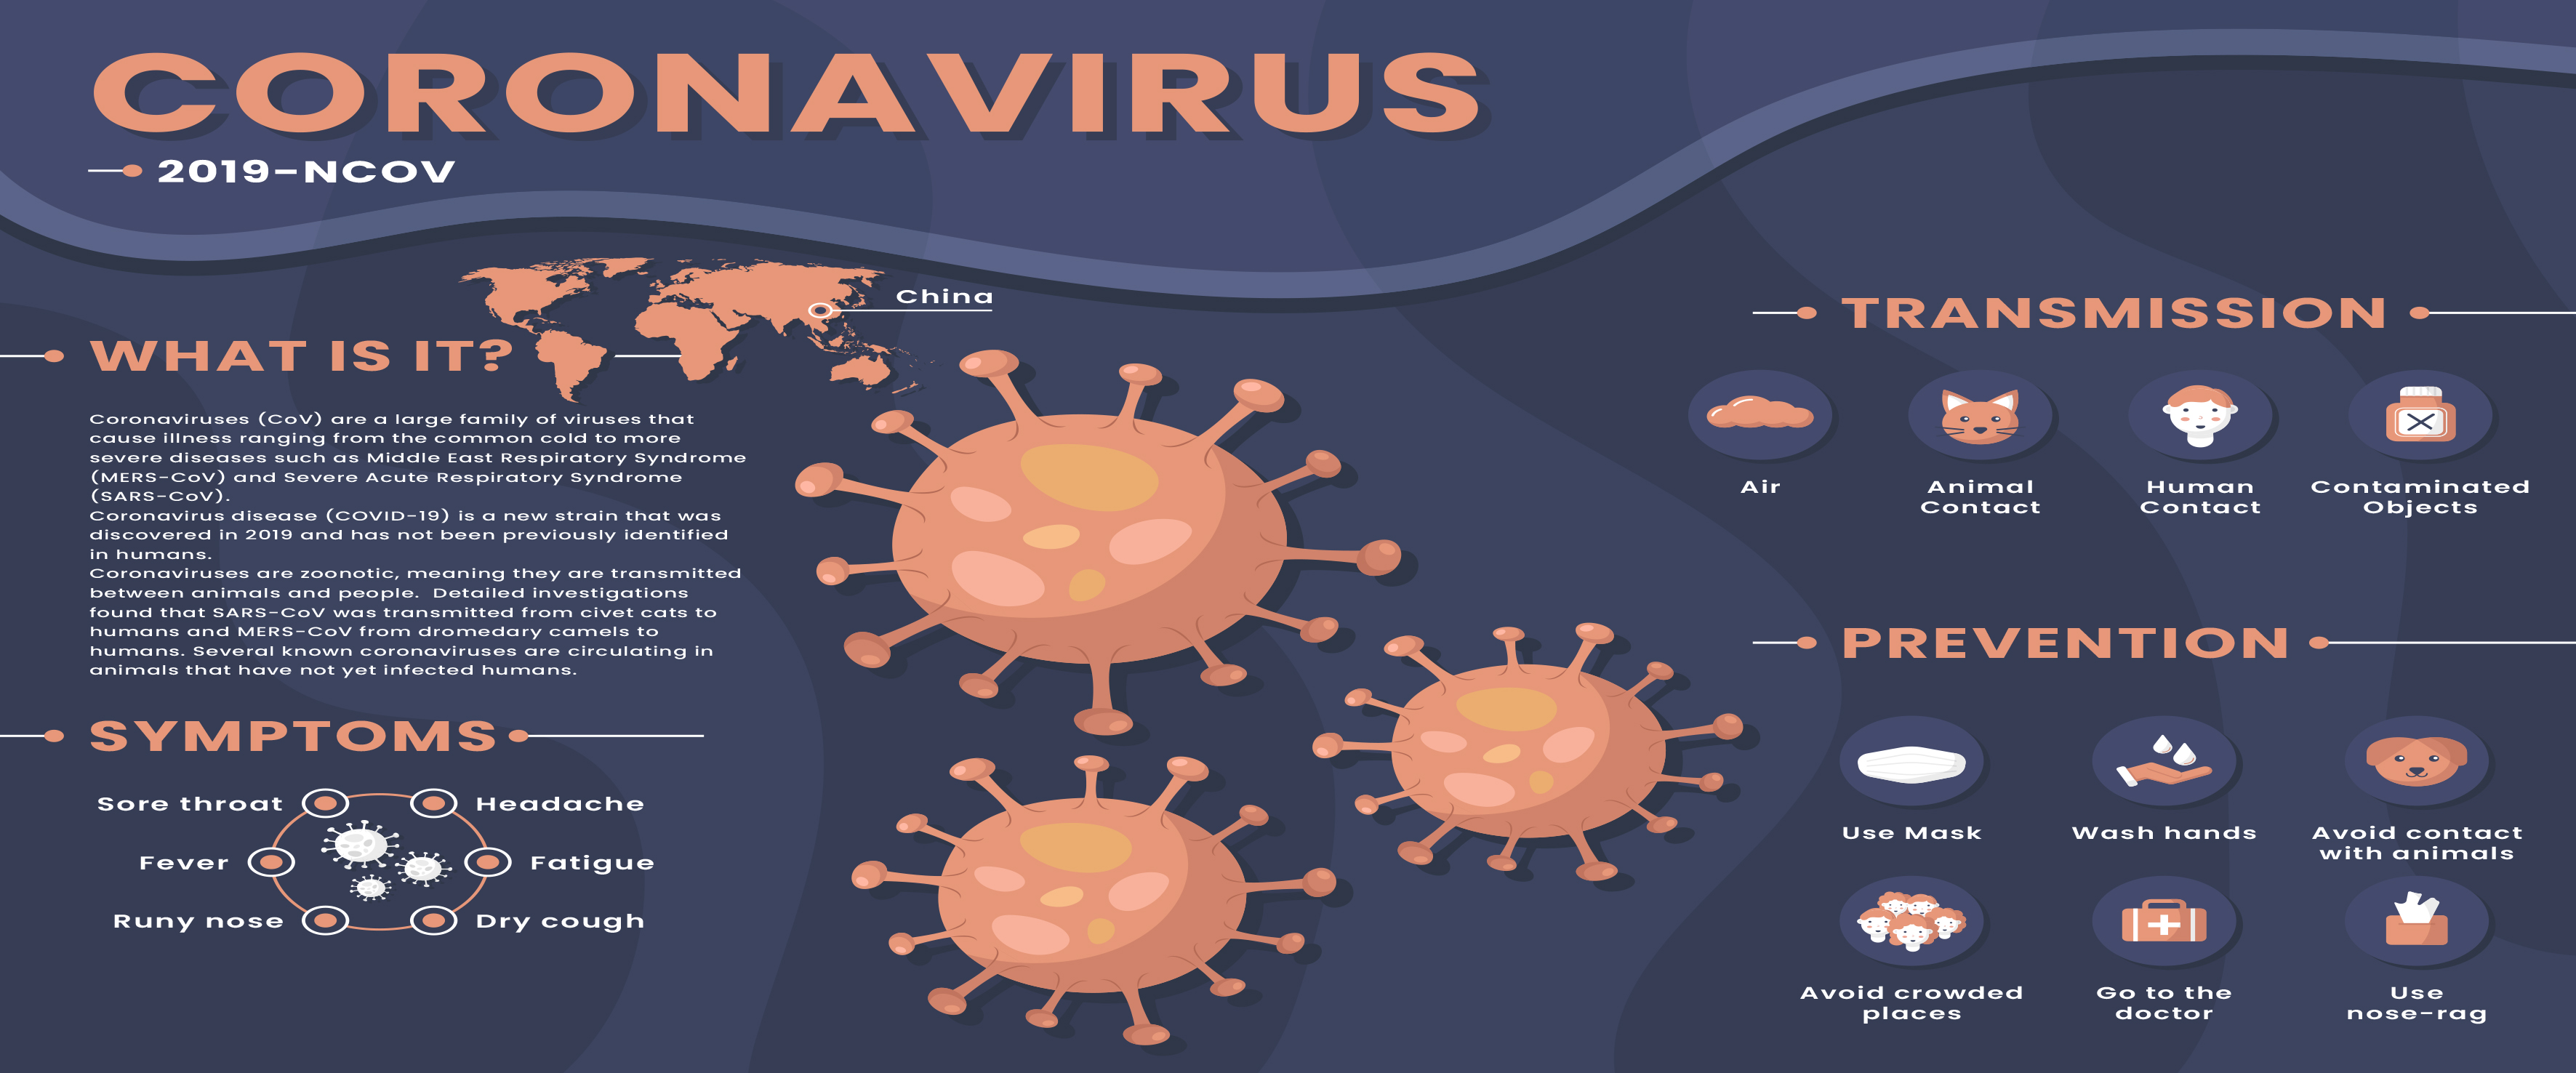 CORONAVIRUS
2019-NCOV
China
WHAT IS IT?
Coronaviruses (CoV) are a large family of viruses that
cause illness ranging from the common cold to more
severe diseases such as Middle East Respiratory Syndrome
(MERS-CoV) and Severe Acute Respiratory Syndrome
(SARS-CoV).
Coronavirus disease (COVID-19) is a new strain that was
discovered in 2019 and has not been previously identified
in humans.
Coronaviruses are zoonotic, meaning they are transmitted
between animals and people. Detailed investigations
found that SARS-CoV was transmitted from civet cats to
humans and MERS-CoV from dromedary camels to
humans. Several known coronaviruses are circulating in
animals that have not yet infected humans.
SYMPTOMS
Sore throat
Headache
Fever
Fatigue
Runy nose
Dry cough
TRANSMISSION
Air
Animal
Contact
Human
Contact
Contaminated
Objects
PREVENTION
Use Mask
Wash hands
Avoid contact
with animals
Avoid crowded
places
Go to the
doctor
Use
nose-rag